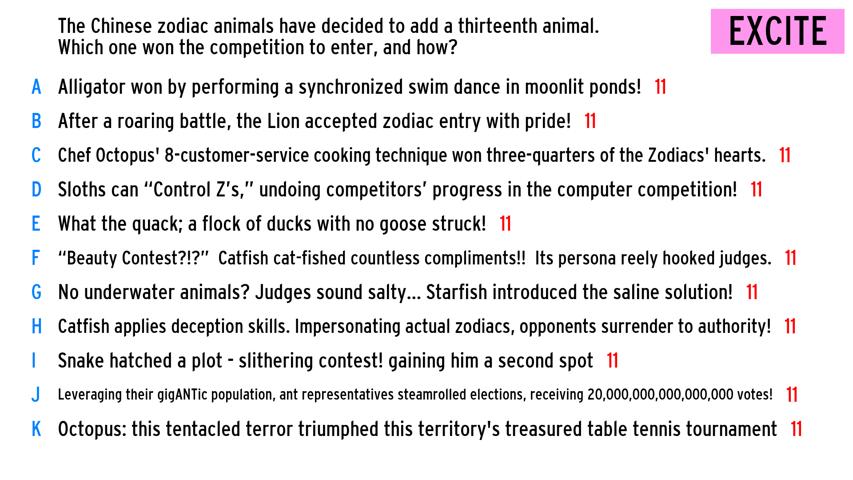 The Chinese zodiac animals have decided to add a thirteenth animal.
Which one won the competition to enter, and how?
EXCITE
A Alligator won by performing a synchronized swim dance in moonlit ponds! 11
B After a roaring battle, the Lion accepted zodiac entry with pride! 11
C Chef Octopus' 8-customer-service cooking technique won three-quarters of the Zodiacs' hearts. 11
D Sloths can “Control Z’s,” undoing competitors’ progress in the computer competition! 11
E What the quack; a flock of ducks with no goose struck! 11
F “Beauty Contest?!?” Catfish cat-fished countless compliments!! Its persona reely hooked judges. 11
G No underwater animals? Judges sound salty... Starfish introduced the saline solution! 11
H Catfish applies deception skills. Impersonating actual zodiacs, opponents surrender to authority! 11
I Snake hatched a plot - slithering contest! gaining him a second spot 11
J Leveraging their gigANTic population, ant representatives steamrolled elections, receiving 20,000,000,000,000,000 votes! 11
K Octopus: this tentacled terror triumphed this territory's treasured table tennis tournament 11